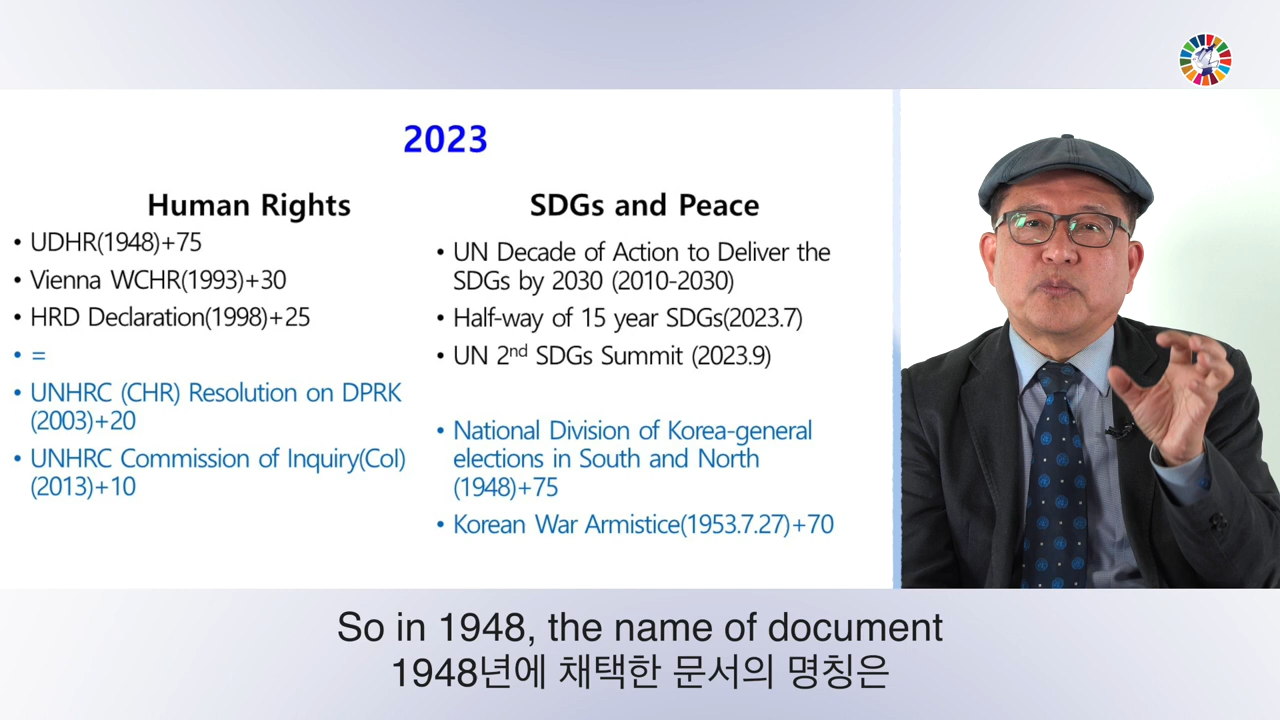 2023
Human Rights
• UDHR(1948)+75
• Vienna WCHR(1993)+30
• HRD Declaration(1998)+25
• =
• UNHRC (CHR) Resolution on DPRK
(2003)+20
• UNHRC Commission of Inquiry(CoI)
(2013)+10
SDGs and Peace
• UN Decade of Action to Deliver the
SDGs by 2030 (2010-2030)
• Half-way of 15 year SDGs(2023.7)
• UN 2nd SDGs Summit (2023.9)
• National Division of Korea-general
elections in South and North
(1948)+75
• Korean War Armistice(1953.7.27)+70
So in 1948, the name of document
1948년에 채택한 문서의 명칭은